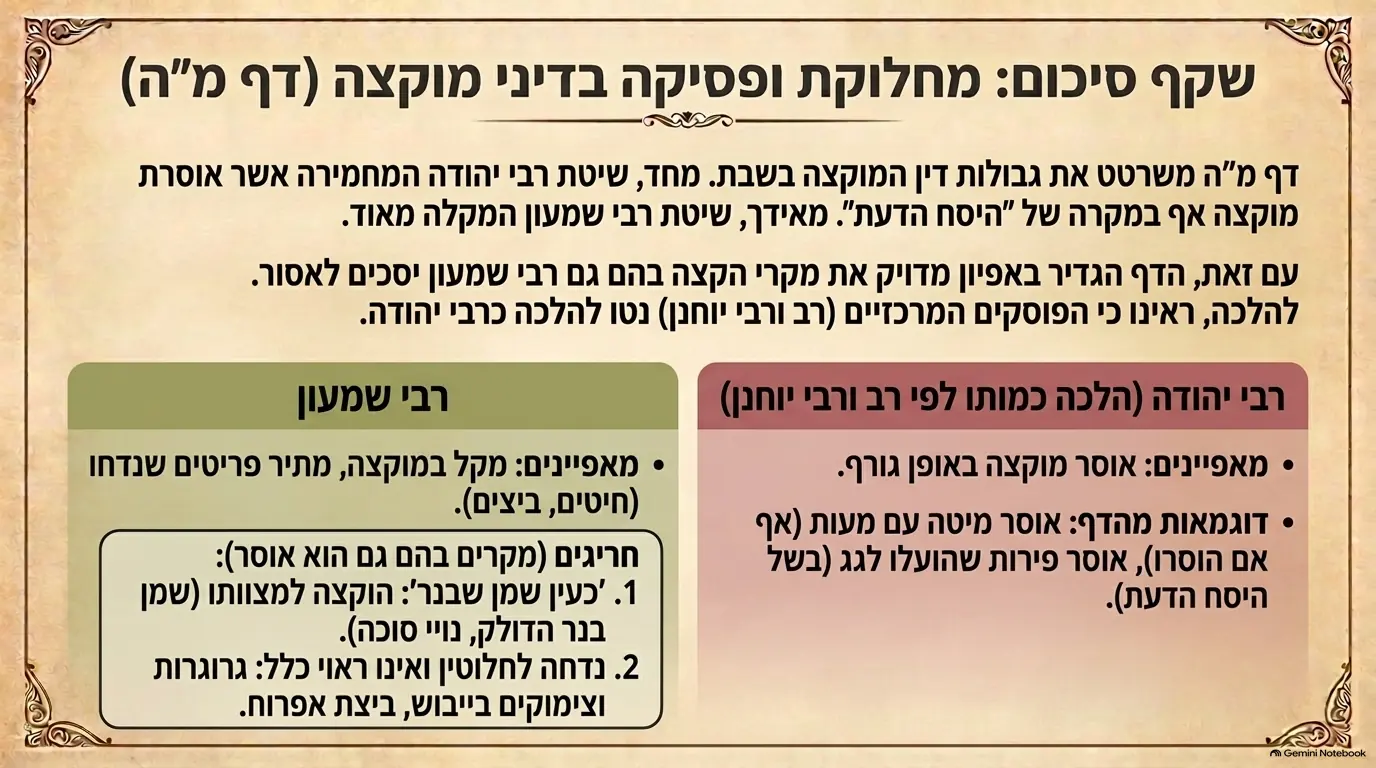 שקף סיכום: מחלוקת ופסיקה בדיני מוקצה (דף מ"ה)
דף מ"ה משרטט את גבולות דין המוקצה בשבת. מחד, שיטת רבי יהודה המחמירה אשר אוסרת
מוקצה אף במקרה של "היסח הדעת". מאידך, שיטת רבי שמעון המקלה מאוד.
עם זאת, הדף הגדיר באפיון מדויק את מקרי הקצה בהם גם רבי שמעון יסכים לאסור.
להלכה, ראינו כי הפוסקים המרכזיים (רב ורבי יוחנן) נטו להלכה כרבי יהודה.
רבי יהודה (הלכה כמותו לפי רב ורבי יוחנן)
• מאפיינים: אוסר מוקצה באופן גורף.
• דוגמאות מהדף: אוסר מיטה עם מעות (אף
אם הוסרו), אוסר פירות שהועלו לגג (בשל
היסח הדעת).
רבי שמעון
• מאפיינים: מקל במוקצה, מתיר פריטים שנדחו
(חיטים, ביצים).
חריגים (מקרים בהם גם הוא אוסר):
1. 'כעין שמן שבנר': הוקצה למצוותו (שמן
בנר הדולק, נויי סוכה).
2. נדחה לחלוטין ואינו ראוי כלל: גרוגרות
וצימוקים בייבוש, ביצת אפרוח.
Gemini Notebook